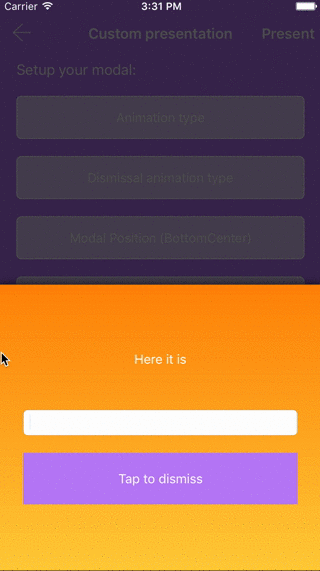 Carrier 3:31 PM
Custom presentation Present
Setup your modal:
Animation type
Dismissal animation type
Modal Position (BottomCenter)
Here it is
Tap to dismiss